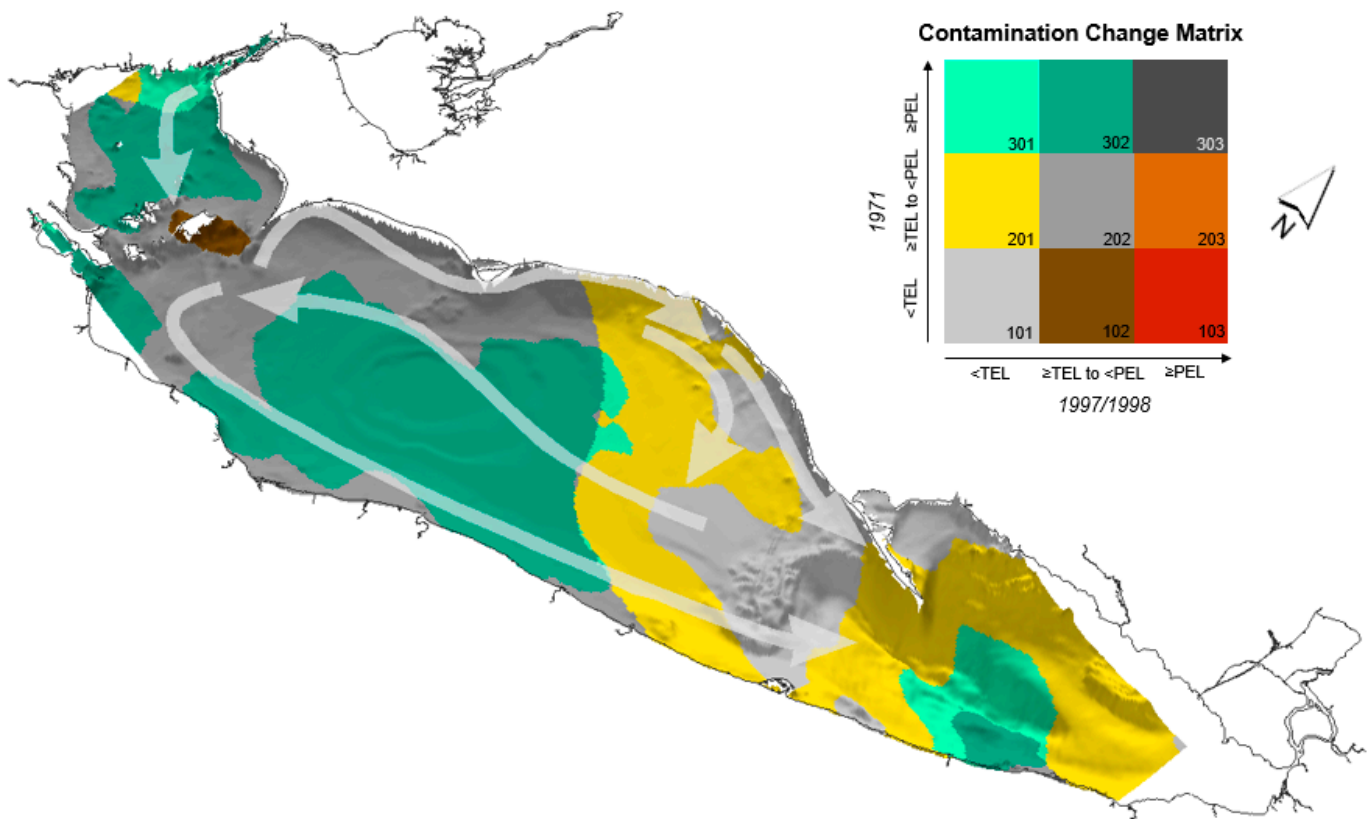 Contamination Change Matrix
≥PEL
301
302
303
1971
≥TEL to <PEL
201
202
203
<TEL
101
102
103
<TEL
≥TEL to <PEL
≥PEL
1997/1998
N